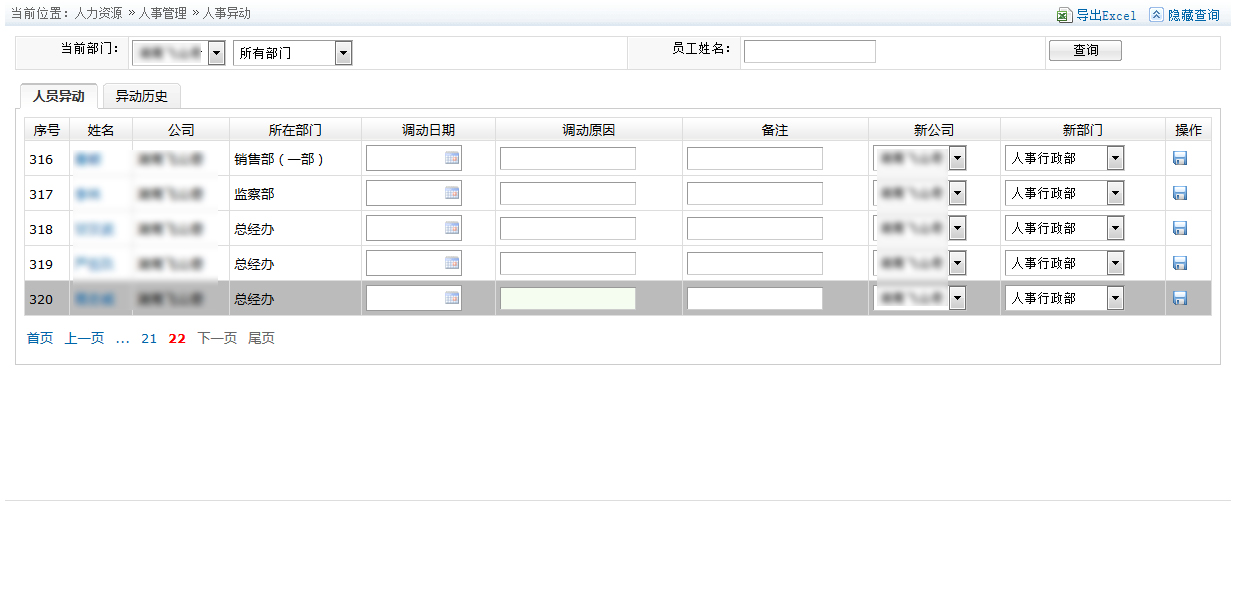 当前位置：人力资源 » 人事管理 » 人事异动 导出Excel 隐藏查询
当前部门： 所有部门 员工姓名： 查询
人员异动 异动历史
序号 姓名 公司 所在部门 调动日期 调动原因 备注 新公司 新部门 操作
316 销售部（一部） 人事行政部
317 监察部 人事行政部
318 总经办 人事行政部
319 总经办 人事行政部
320 总经办 人事行政部
首页 上一页 ... 21 22 下一页 尾页